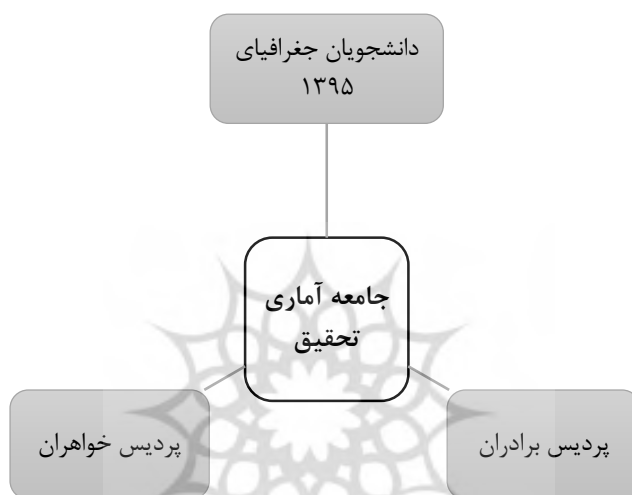 دانشجویان جغرافیای
۱۳۹۵
جامعه آماری
تحقیق
پردیس برادران
پردیس خواهران